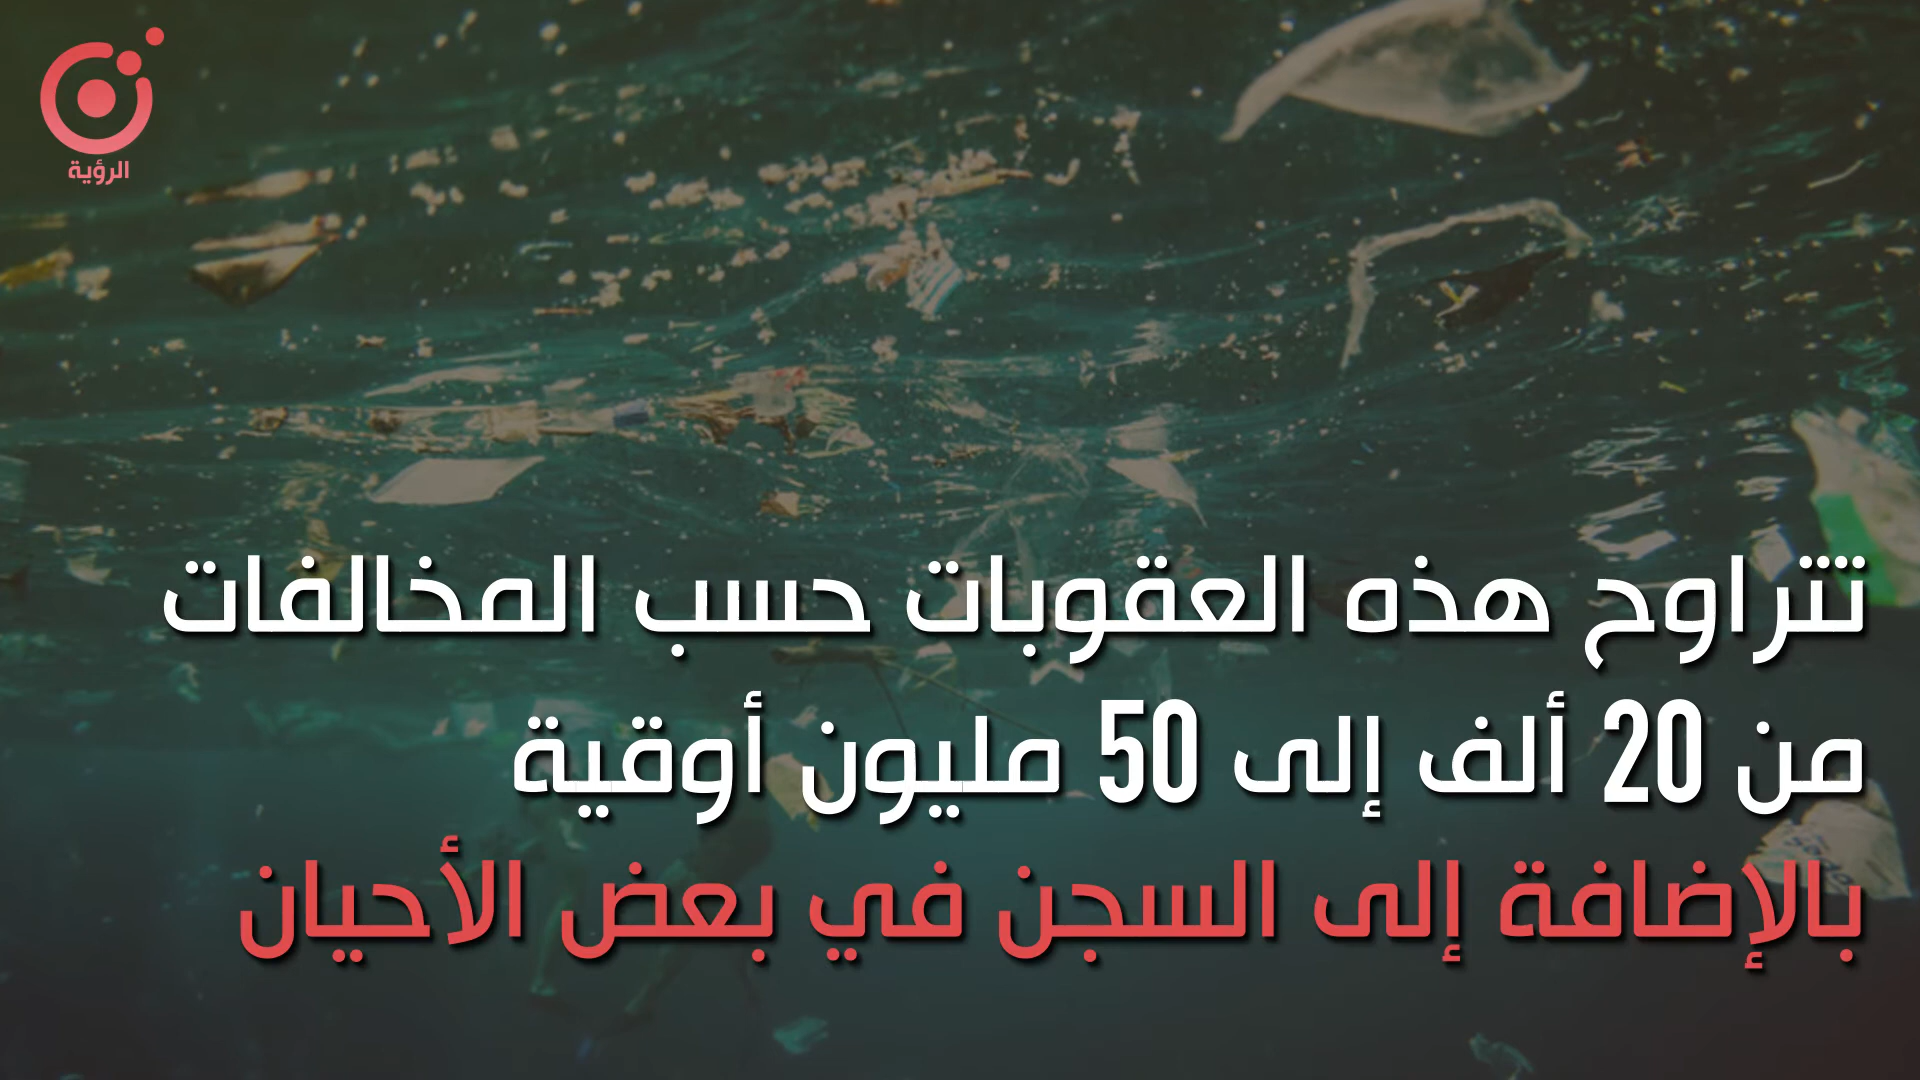 الرؤية
تتراوح هذه العقوبات حسب المخالفات
من 20 ألف إلى 50 مليون أوقية
بالإضافة إلى السجن في بعض الأحيان